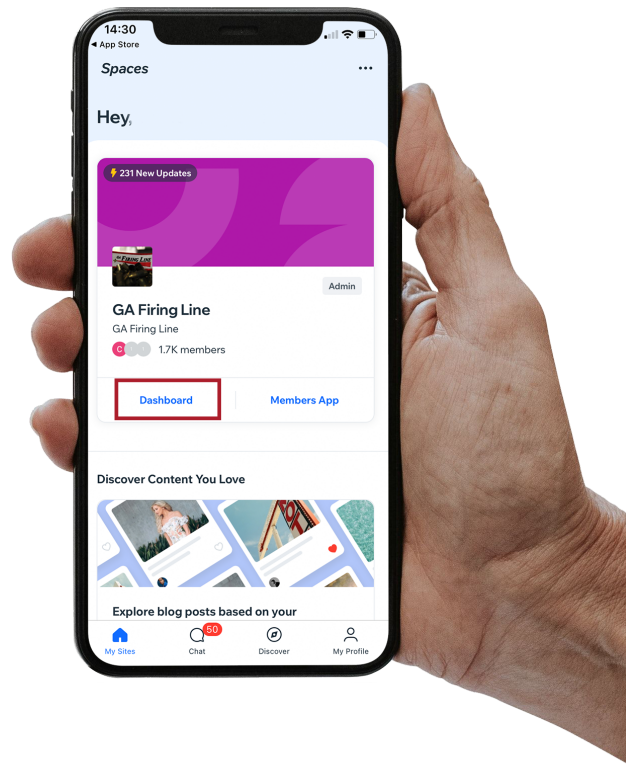 14:30
App Store
Spaces
Hey,
231 New Updates
FIRING LINE
Admin
GA Firing Line
GA Firing Line
C
1.7K members
Dashboard
Members App
Discover Content You Love
Explore blog posts based on your
50
My Sites
Chat
Discover
My Profile